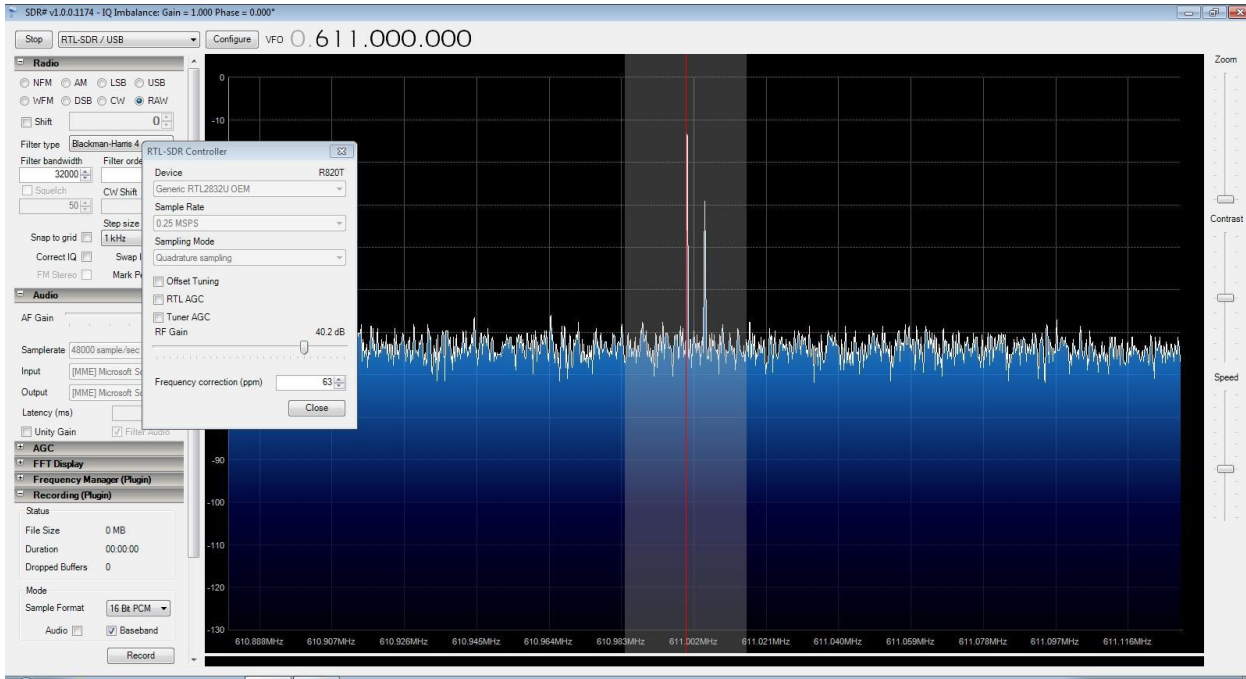 SDR# v1.0.0.1174 - IQ Imbalance: Gain = 1.000 Phase = 0.000°
Stop RTL-SDR / USB Configure VFO 0.611.000.000
Radio
NFM AM LSB USB
WFM DSB CW RAW
Shift 0
Filter type Blackman-Harris 4
Filter bandwidth Filter orde
32000
Squelch CW Shift
50
Step size
Snap to grid 1 kHz
Correct IQ Swap I
FM Stereo Mark Pe
Audio
AF Gain
Samplerate 48000 sample/sec
Input [MME] Microsoft So
Output [MME] Microsoft So
Latency (ms)
Unity Gain Filter Audio
AGC
FFT Display
Frequency Manager (Plugin)
Recording (Plugin)
Status
File Size 0 MB
Duration 00:00:00
Dropped Buffers 0
Mode
Sample Format 16 Bit PCM
Audio Baseband
Record
RTL-SDR Controller
Device R820T
Generic RTL2832U OEM
Sample Rate
0.25 MSPS
Sampling Mode
Quadrature sampling
Offset Tuning
RTL AGC
Tuner AGC
RF Gain 40.2 dB
Frequency correction (ppm) 63
Close
0
-10
-90
-100
-110
-120
-130
610.888MHz 610.907MHz 610.926MHz 610.945MHz 610.964MHz 610.983MHz 611.002MHz 611.021MHz 611.040MHz 611.059MHz 611.078MHz 611.097MHz 611.116MHz
Zoom
Contrast
Speed